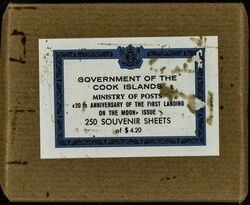 GOVERNMENT OF THE
COOK ISLANDS
MINISTRY OF POSTS
«20th ANNIVERSARY OF THE FIRST LANDING
ON THE MOON» ISSUE
250 SOUVENIR SHEETS
of $4.20